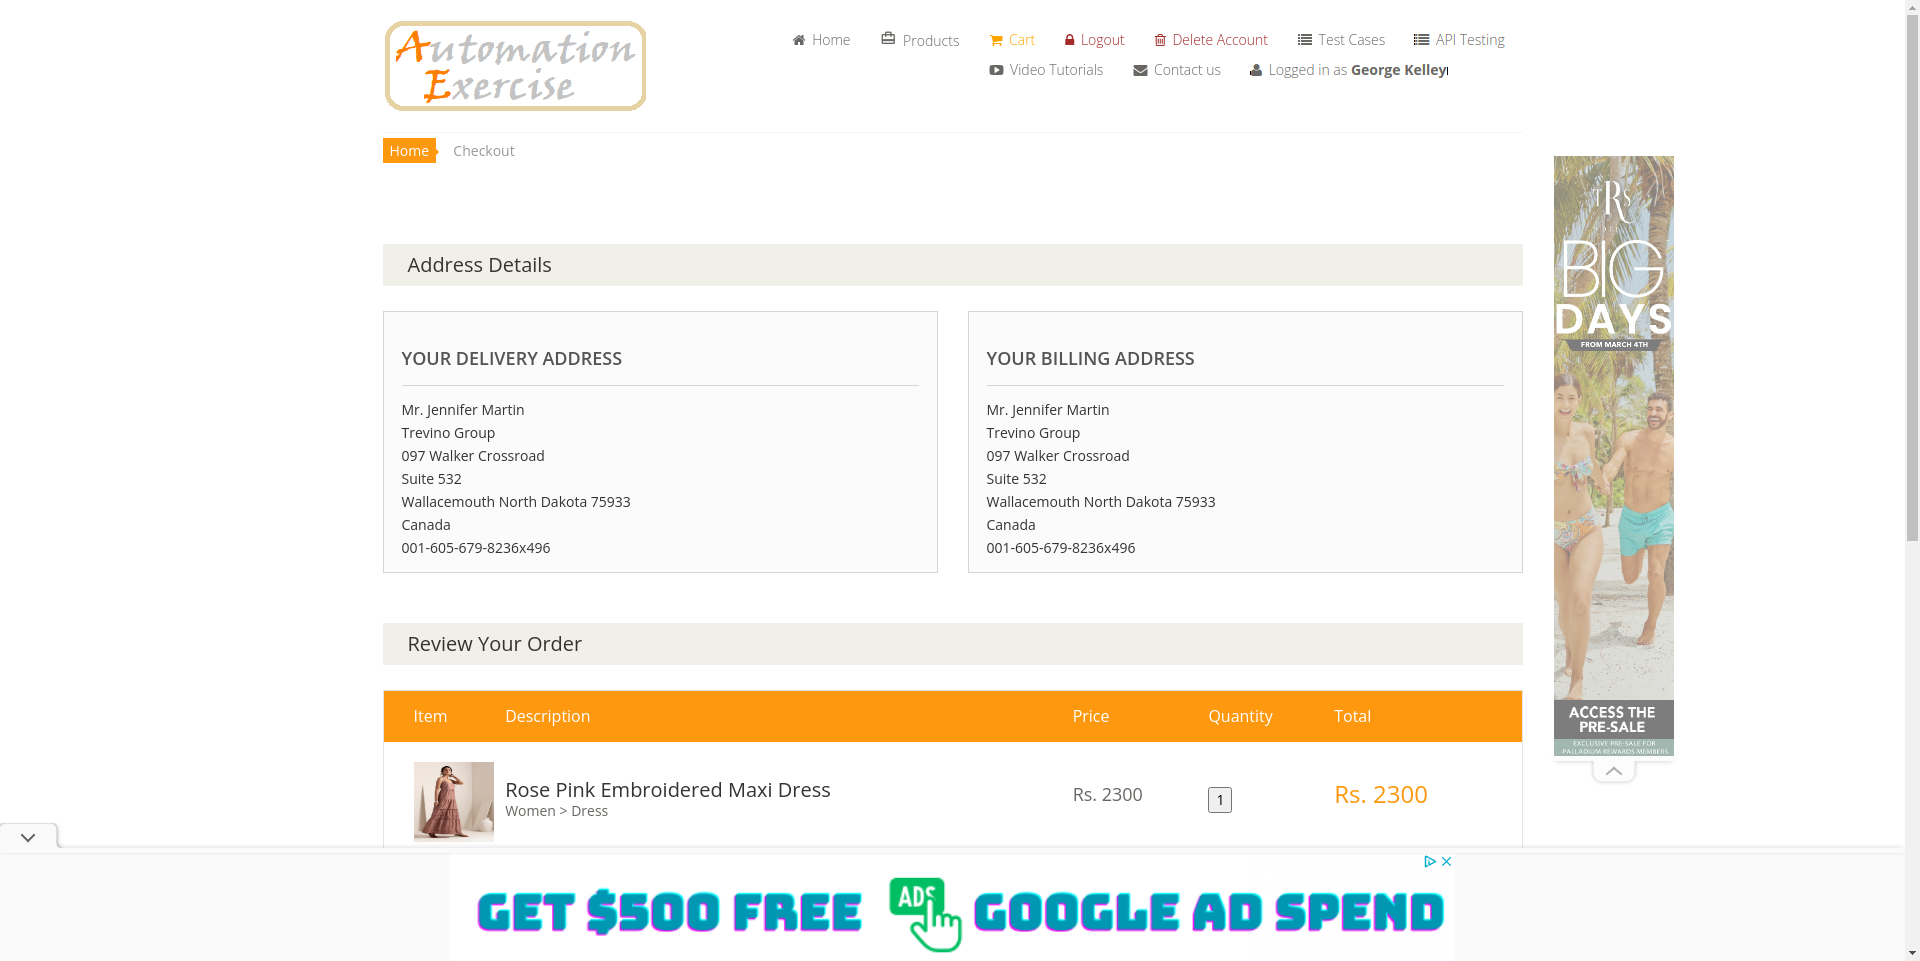 Automation
Exercise
Home Products Cart Logout Delete Account Test Cases API Testing
Video Tutorials Contact us Logged in as George Kelley
Home Checkout
Address Details
YOUR DELIVERY ADDRESS
Mr. Jennifer Martin
Trevino Group
097 Walker Crossroad
Suite 532
Wallacemouth North Dakota 75933
Canada
001-605-679-8236x496
YOUR BILLING ADDRESS
Mr. Jennifer Martin
Trevino Group
097 Walker Crossroad
Suite 532
Wallacemouth North Dakota 75933
Canada
001-605-679-8236x496
Review Your Order
Item Description Price Quantity Total
Rose Pink Embroidered Maxi Dress Rs. 2300 1 Rs. 2300
Women > Dress
TRS
BIG
DAYS
FROM MARCH 4TH
ACCESS THE
PRE-SALE
EXCLUSIVE PRE-SALE FOR
PALLADIUM REWARDS MEMBERS
GET $500 FREE ADS GOOGLE AD SPEND